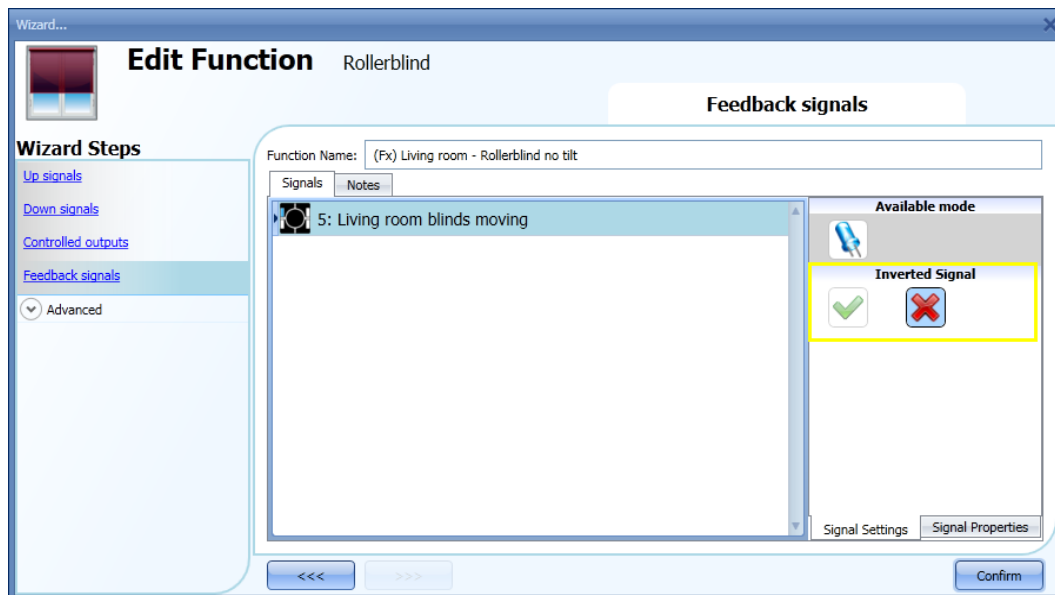 Wizard...
Edit Function Rollerblind
Feedback signals
Wizard Steps
Up signals
Down signals
Controlled outputs
Feedback signals
Advanced
Function Name: (Fx) Living room - Rollerblind no tilt
Signals Notes
5: Living room blinds moving
Available mode
Inverted Signal
Signal Settings Signal Properties
<<< >>> Confirm